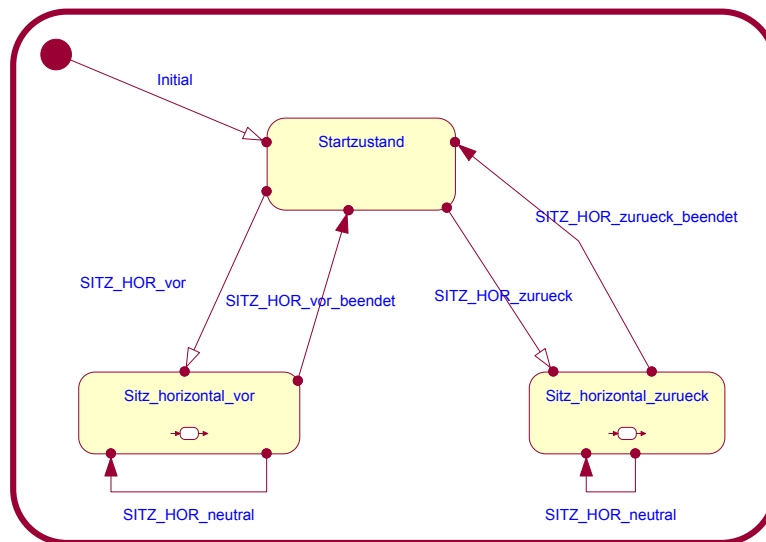 Initial
Startzustand
SITZ_HOR_zurueck_beendet
SITZ_HOR_vor
SITZ_HOR_vor_beendet
SITZ_HOR_zurueck
Sitz_horizontal_vor
Sitz_horizontal_zurueck
SITZ_HOR_neutral
SITZ_HOR_neutral